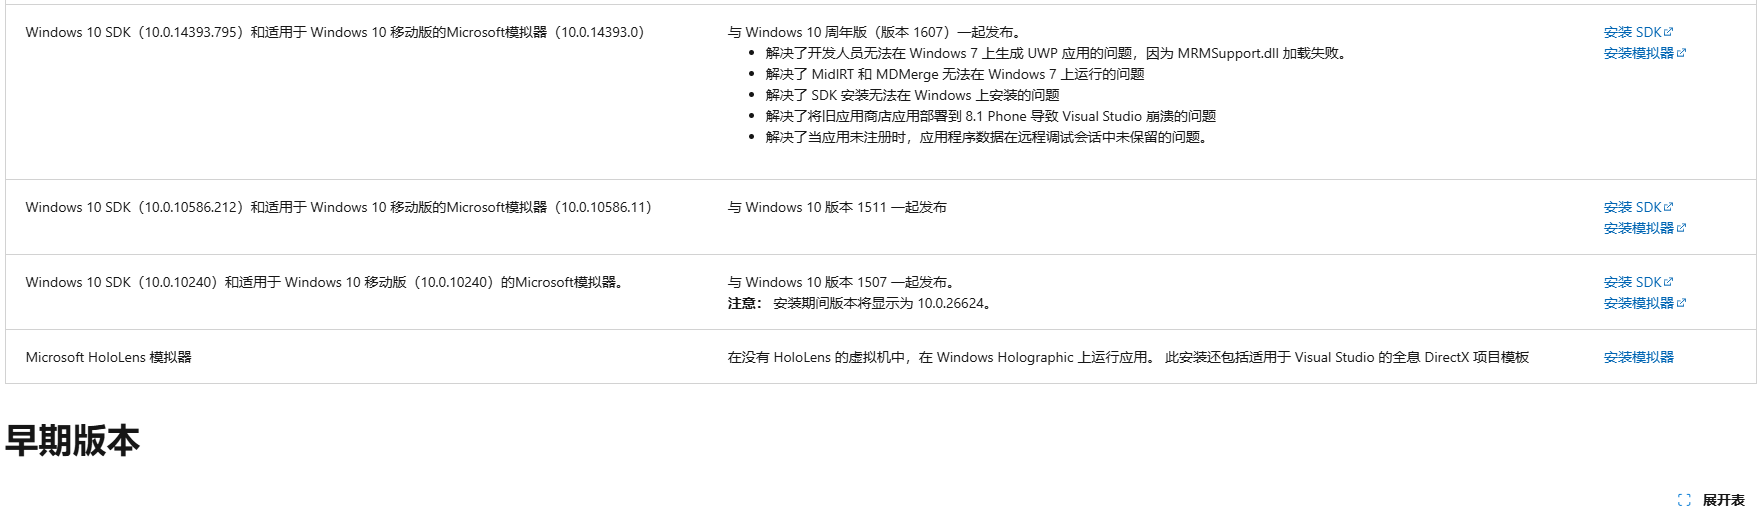 Windows 10 SDK（10.0.14393.795）和适用于 Windows 10 移动版的Microsoft模拟器（10.0.14393.0）
与 Windows 10 周年版（版本 1607）一起发布。
• 解决了开发人员无法在 Windows 7 上生成 UWP 应用的问题，因为 MRMSupport.dll 加载失败。
• 解决了 MidlRT 和 MDMerge 无法在 Windows 7 上运行的问题
• 解决了 SDK 安装无法在 Windows 上安装的问题
• 解决了将旧应用商店应用部署到 8.1 Phone 导致 Visual Studio 崩溃的问题
• 解决了当应用未注册时，应用程序数据在远程调试会话中未保留的问题。
安装 SDK
安装模拟器
Windows 10 SDK（10.0.10586.212）和适用于 Windows 10 移动版的Microsoft模拟器（10.0.10586.11）
与 Windows 10 版本 1511 一起发布
安装 SDK
安装模拟器
Windows 10 SDK（10.0.10240）和适用于 Windows 10 移动版（10.0.10240）的Microsoft模拟器。
与 Windows 10 版本 1507 一起发布。
注意： 安装期间版本将显示为 10.0.26624。
安装 SDK
安装模拟器
Microsoft HoloLens 模拟器
在没有 HoloLens 的虚拟机中，在 Windows Holographic 上运行应用。 此安装还包括适用于 Visual Studio 的全息 DirectX 项目模板
安装模拟器
早期版本
展开表